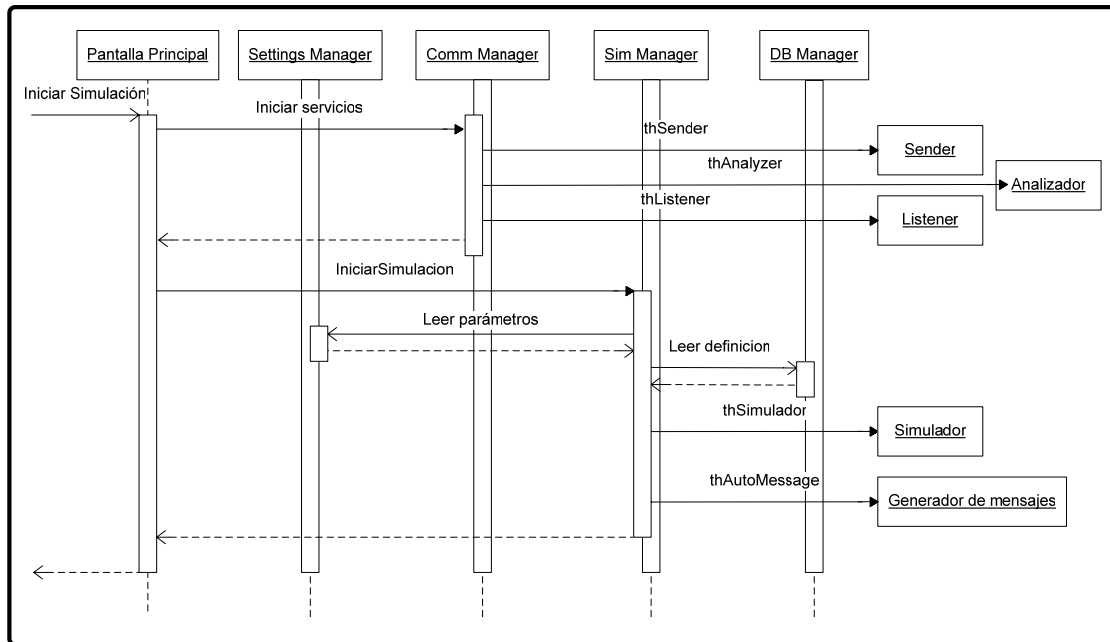 Pantalla Principal
Settings Manager
Comm Manager
Sim Manager
DB Manager
Iniciar Simulación
Iniciar servicios
thSender
Sender
thAnalyzer
Analizador
thListener
Listener
IniciarSimulacion
Leer parámetros
Leer definicion
thSimulador
Simulador
thAutoMessage
Generador de mensajes